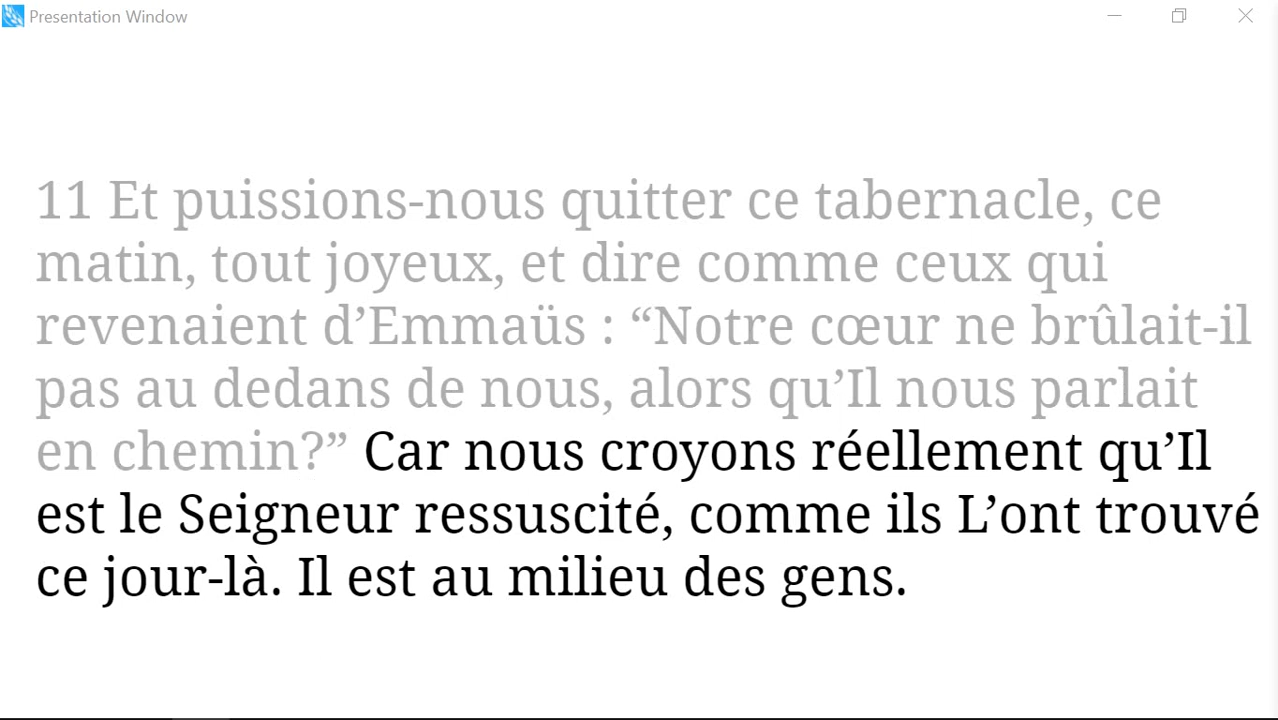 Presentation Window
11 Et puissions-nous quitter ce tabernacle, ce
matin, tout joyeux, et dire comme ceux qui
revenaient d’Emmaüs : “Notre cœur ne brûlait-il
pas au dedans de nous, alors qu’Il nous parlait
en chemin?” Car nous croyons réellement qu’Il
est le Seigneur ressuscité, comme ils L’ont trouvé
ce jour-là. Il est au milieu des gens.